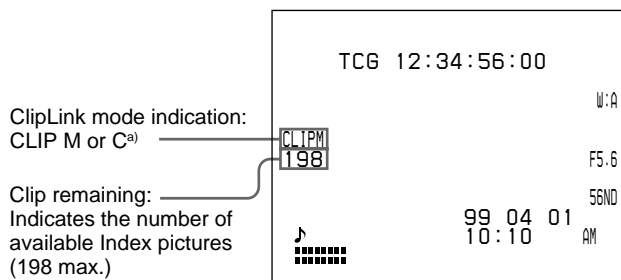 TCG 12:34:56:00
W:A
ClipLink mode indication:
CLIP M or Ca)
CLIPM
198
F5.6
Clip remaining:
Indicates the number of
available Index pictures
(198 max.)
56ND
99 04 01
10:10 AM